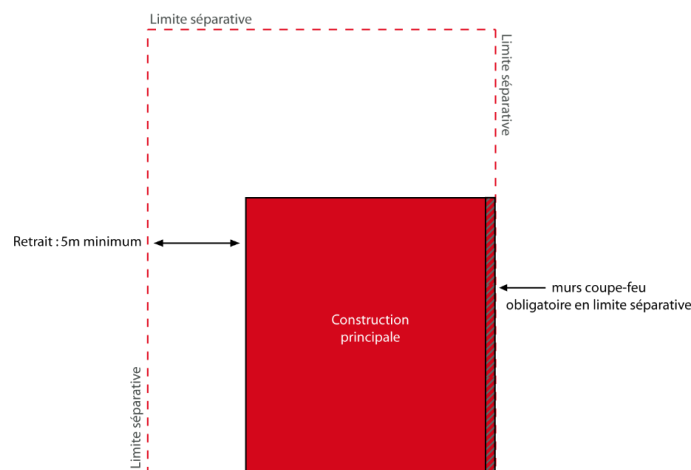 Limite séparative
Limite séparative
Retrait : 5m minimum
murs coupe-feu
obligatoire en limite séparative
Construction
principale
Limite séparative